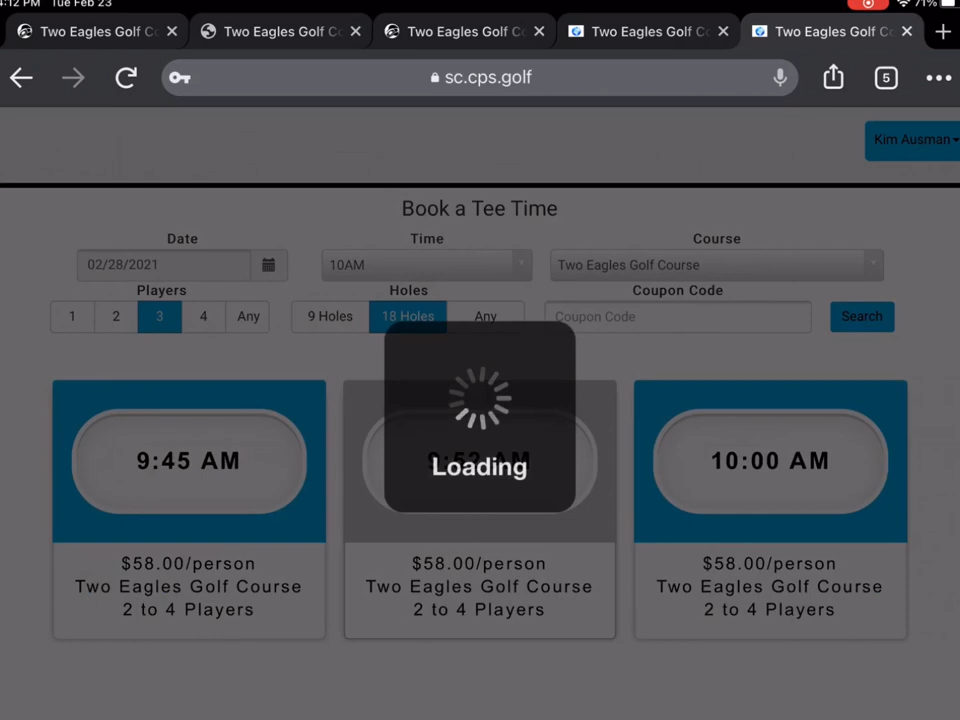 4:12 PM Tue Feb 23 71%
Two Eagles Golf Co Two Eagles Golf Co Two Eagles Golf Co Two Eagles Golf Co Two Eagles Golf Co
sc.cps.golf 5
Kim Ausman
Book a Tee Time
Date Time Course
02/28/2021 10AM Two Eagles Golf Course
Players Holes Coupon Code
1 2 3 4 Any 9 Holes 18 Holes Any Coupon Code Search
9:45 AM 9:52 AM 10:00 AM
Loading
$58.00/person $58.00/person $58.00/person
Two Eagles Golf Course Two Eagles Golf Course Two Eagles Golf Course
2 to 4 Players 2 to 4 Players 2 to 4 Players